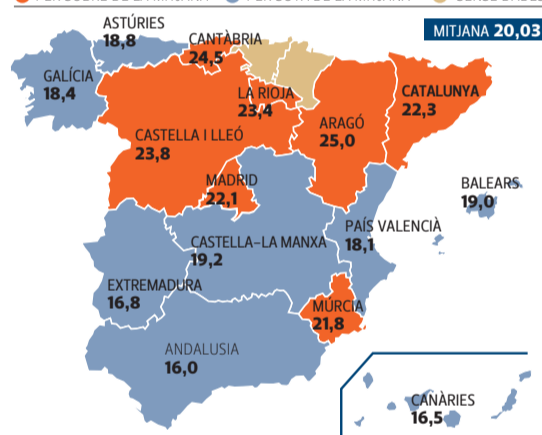 MITJANA 20,03
ASTÚRIES
18,8
CANTÀBRIA
24,5
GALÍCIA
18,4
LA RIOJA
23,4
CATALUNYA
22,3
ARAGÓ
25,0
CASTELLA I LLEÓ
23,8
MADRID
22,1
BALEARS
19,0
PAÍS VALENCIÀ
18,1
CASTELLA-LA MANXA
19,2
EXTREMADURA
16,8
MÚRCIA
21,8
ANDALUSIA
16,0
CANÀRIES
16,5